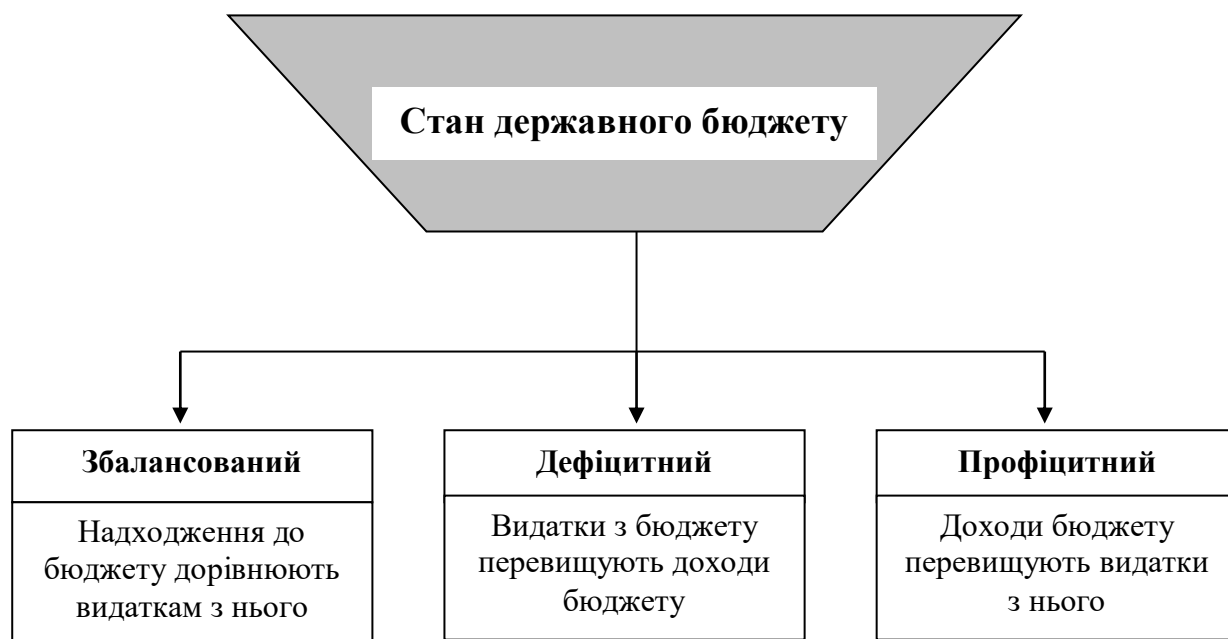 Стан державного бюджету
Збалансований
Надходження до
бюджету дорівнюють
видаткам з нього
Дефіцитний
Видатки з бюджету
перевищують доходи
бюджету
Профіцитний
Доходи бюджету
перевищують видатки
з нього